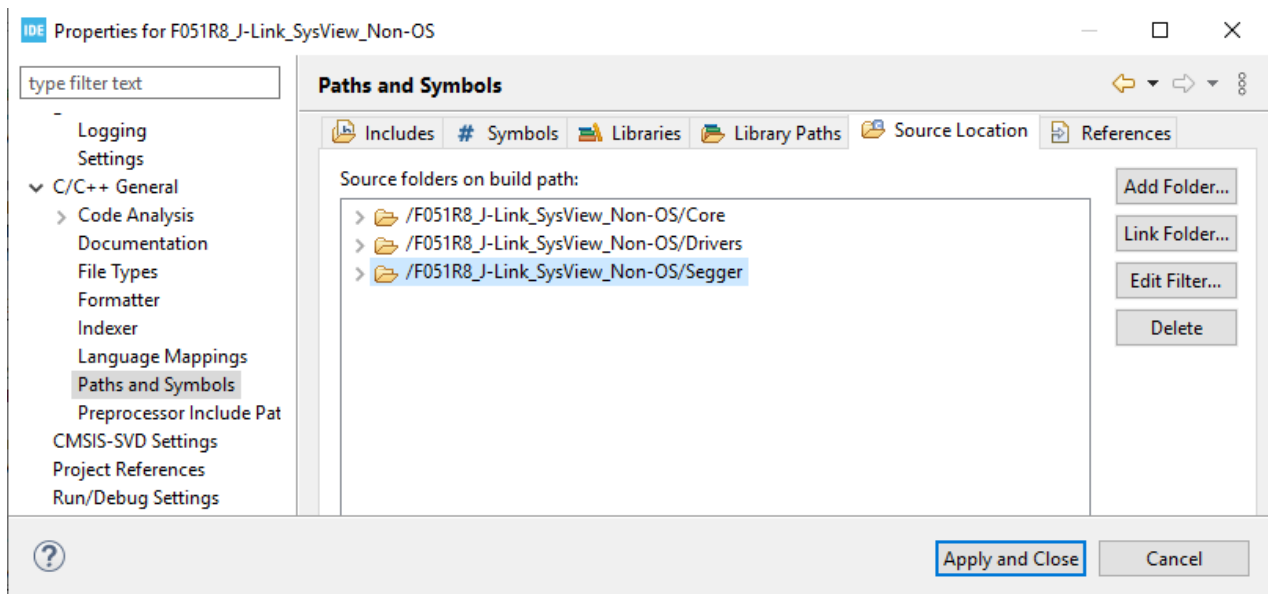 IDE Properties for F051R8_J-Link_SysView_Non-OS
type filter text
Logging
Settings
C/C++ General
Code Analysis
Documentation
File Types
Formatter
Indexer
Language Mappings
Paths and Symbols
Preprocessor Include Pat
CMSIS-SVD Settings
Project References
Run/Debug Settings
Paths and Symbols
Includes # Symbols Libraries Library Paths Source Location References
Source folders on build path:
/F051R8_J-Link_SysView_Non-OS/Core
/F051R8_J-Link_SysView_Non-OS/Drivers
/F051R8_J-Link_SysView_Non-OS/Segger
Add Folder...
Link Folder...
Edit Filter...
Delete
?
Apply and Close
Cancel